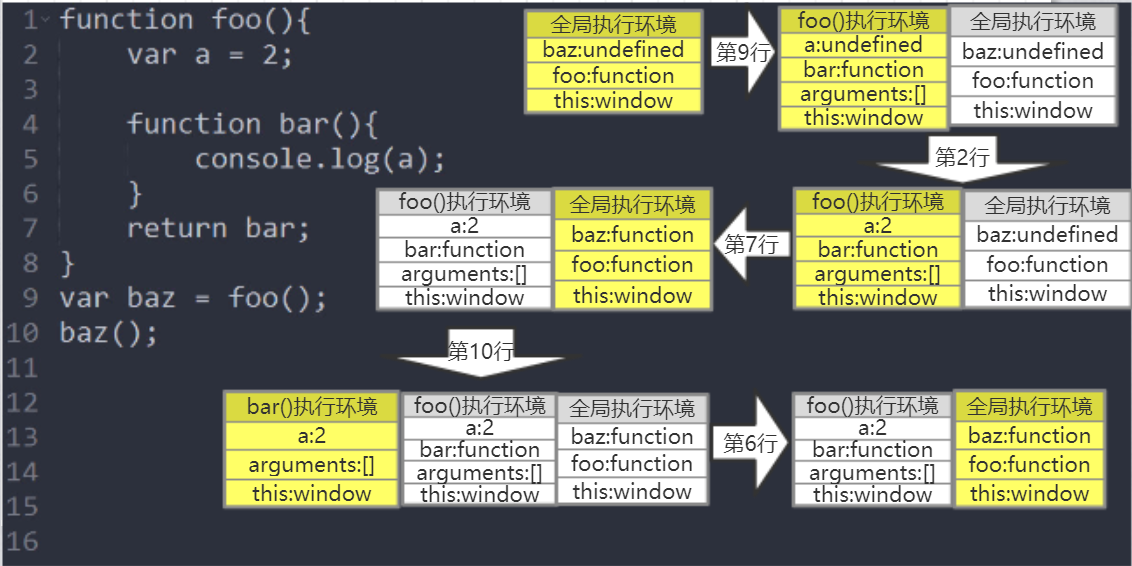 1 function foo(){
2 var a = 2;
3
4 function bar(){
5 console.log(a);
6 }
7 return bar;
8 }
9 var baz = foo();
10 baz();
11
12
13
14
15
16
全局执行环境
baz:undefined
foo:function
this:window
第9行
foo()执行环境
a:undefined
bar:function
arguments:[]
this:window
全局执行环境
baz:undefined
foo:function
this:window
第2行
foo()执行环境
a:2
bar:function
arguments:[]
this:window
全局执行环境
baz:undefined
foo:function
this:window
第7行
foo()执行环境
a:2
bar:function
arguments:[]
this:window
全局执行环境
baz:function
foo:function
this:window
第10行
bar()执行环境
a:2
arguments:[]
this:window
foo()执行环境
a:2
bar:function
arguments:[]
this:window
全局执行环境
baz:function
foo:function
this:window
第6行
foo()执行环境
a:2
bar:function
arguments:[]
this:window
全局执行环境
baz:function
foo:function
this:window